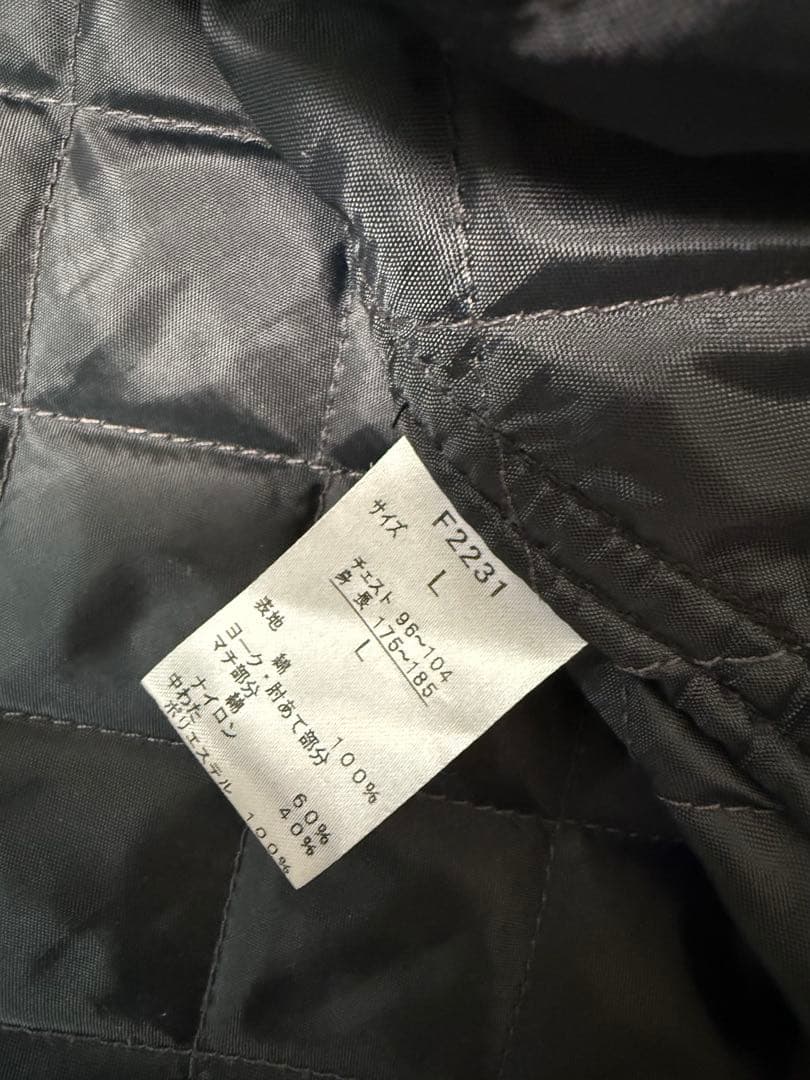 F2231
サイズ L
チェスト 96~104
身長 175~185
L
表地 綿 100%
ヨーク・肘あて部分
マチ部分 綿 60%
ナイロン 40%
中わた
ポリエステル 100%